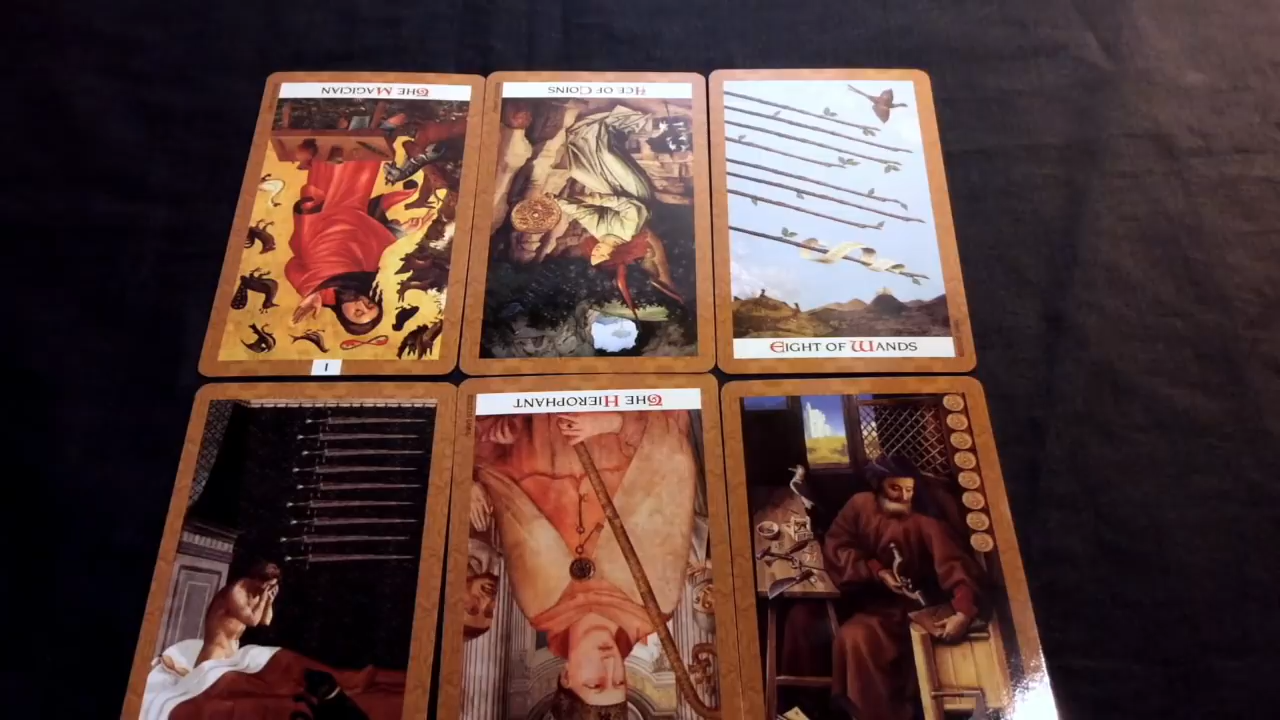 THE MAGICIAN
ACE OF COINS
EIGHT OF WANDS
I
THE HIEROPHANT